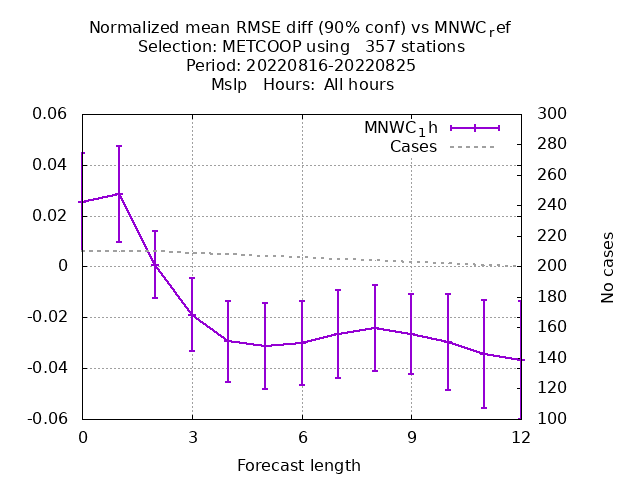 Normalized mean RMSE diff (90% conf) vs MNWC_ref
Selection: METCOOP using   357 stations
Period: 20220816-20220825
Mslp   Hours:  All hours
MNWC_1h
Cases
0.06
0.04
0.02
0
-0.02
-0.04
-0.06
300
280
260
240
220
200
180
160
140
120
100
No cases
0 3 6 9 12
Forecast length